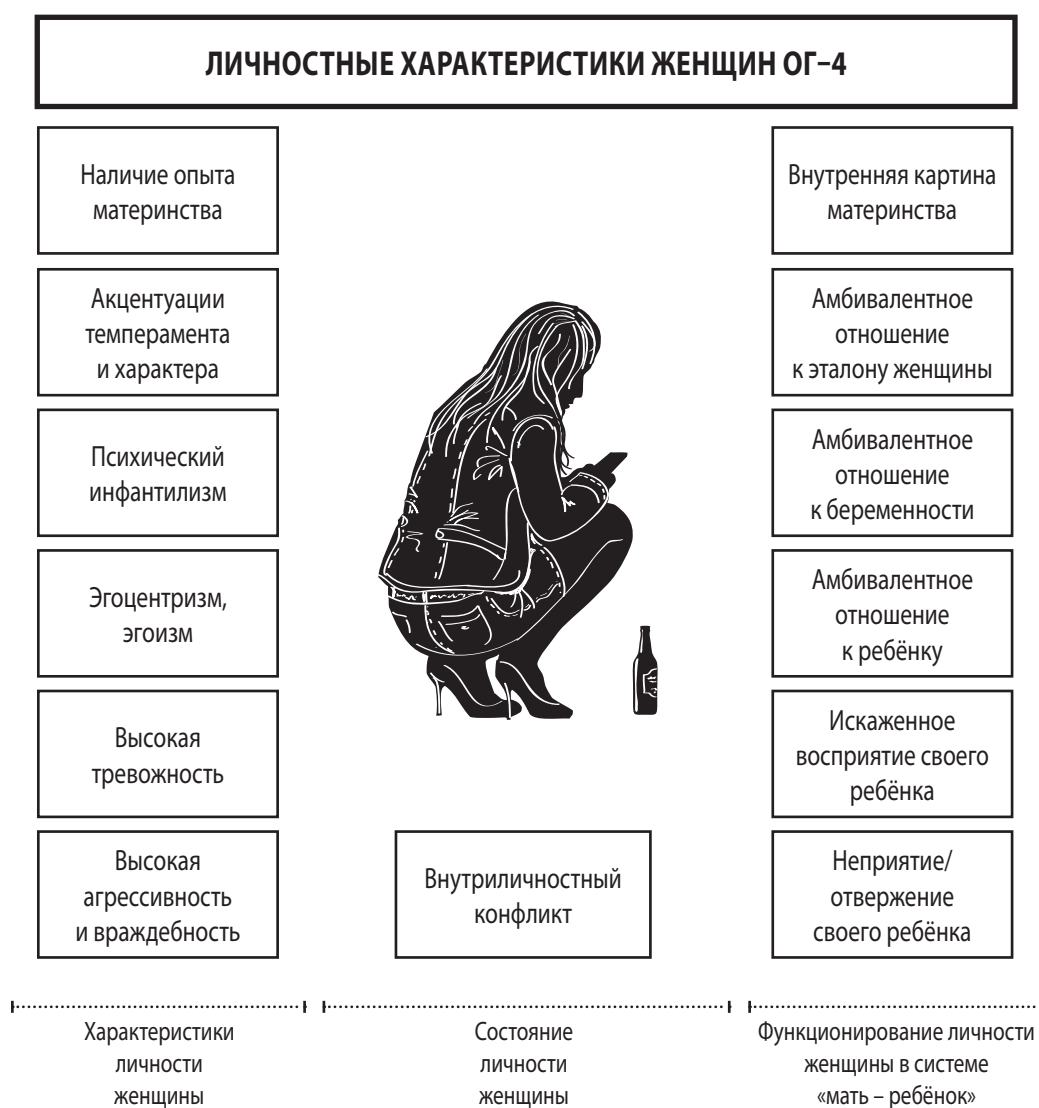 ЛИЧНОСТНЫЕ ХАРАКТЕРИСТИКИ ЖЕНЩИН ОГ–4
Наличие опыта
материнства
Акцентуации
темперамента
и характера
Психический
инфантилизм
Эгоцентризм,
эгоизм
Высокая
тревожность
Высокая
агрессивность
и враждебность
Внутриличностный
конфликт
Внутренняя картина
материнства
Амбивалентное
отношение
к эталону женщины
Амбивалентное
отношение
к беременности
Амбивалентное
отношение
к ребёнку
Искаженное
восприятие своего
ребёнка
Неприятие/
отвержение
своего ребёнка
Характеристики
личности
женщины
Состояние
личности
женщины
Функционирование личности
женщины в системе
«мать – ребёнок»